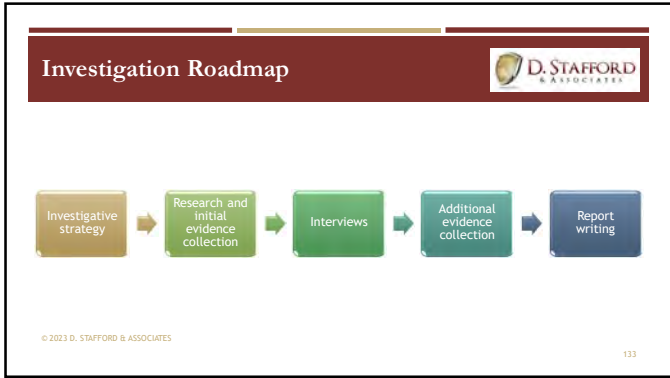 Investigation Roadmap
D. STAFFORD
& ASSOCIATES
Investigative
strategy
Research and
initial
evidence
collection
Interviews
Additional
evidence
collection
Report
writing
© 2023 D. STAFFORD & ASSOCIATES
133